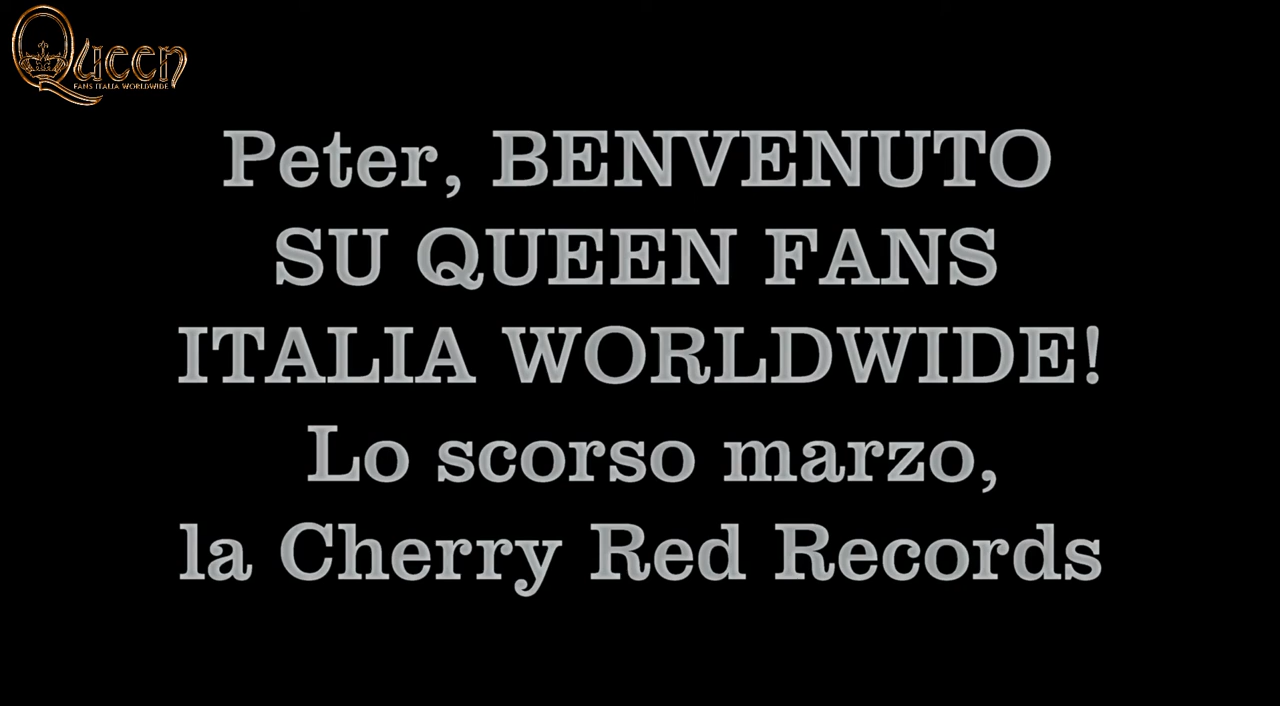 Queen
FANS ITALIA WORLDWIDE
Peter, BENVENUTO
SU QUEEN FANS
ITALIA WORLDWIDE!
Lo scorso marzo,
la Cherry Red Records